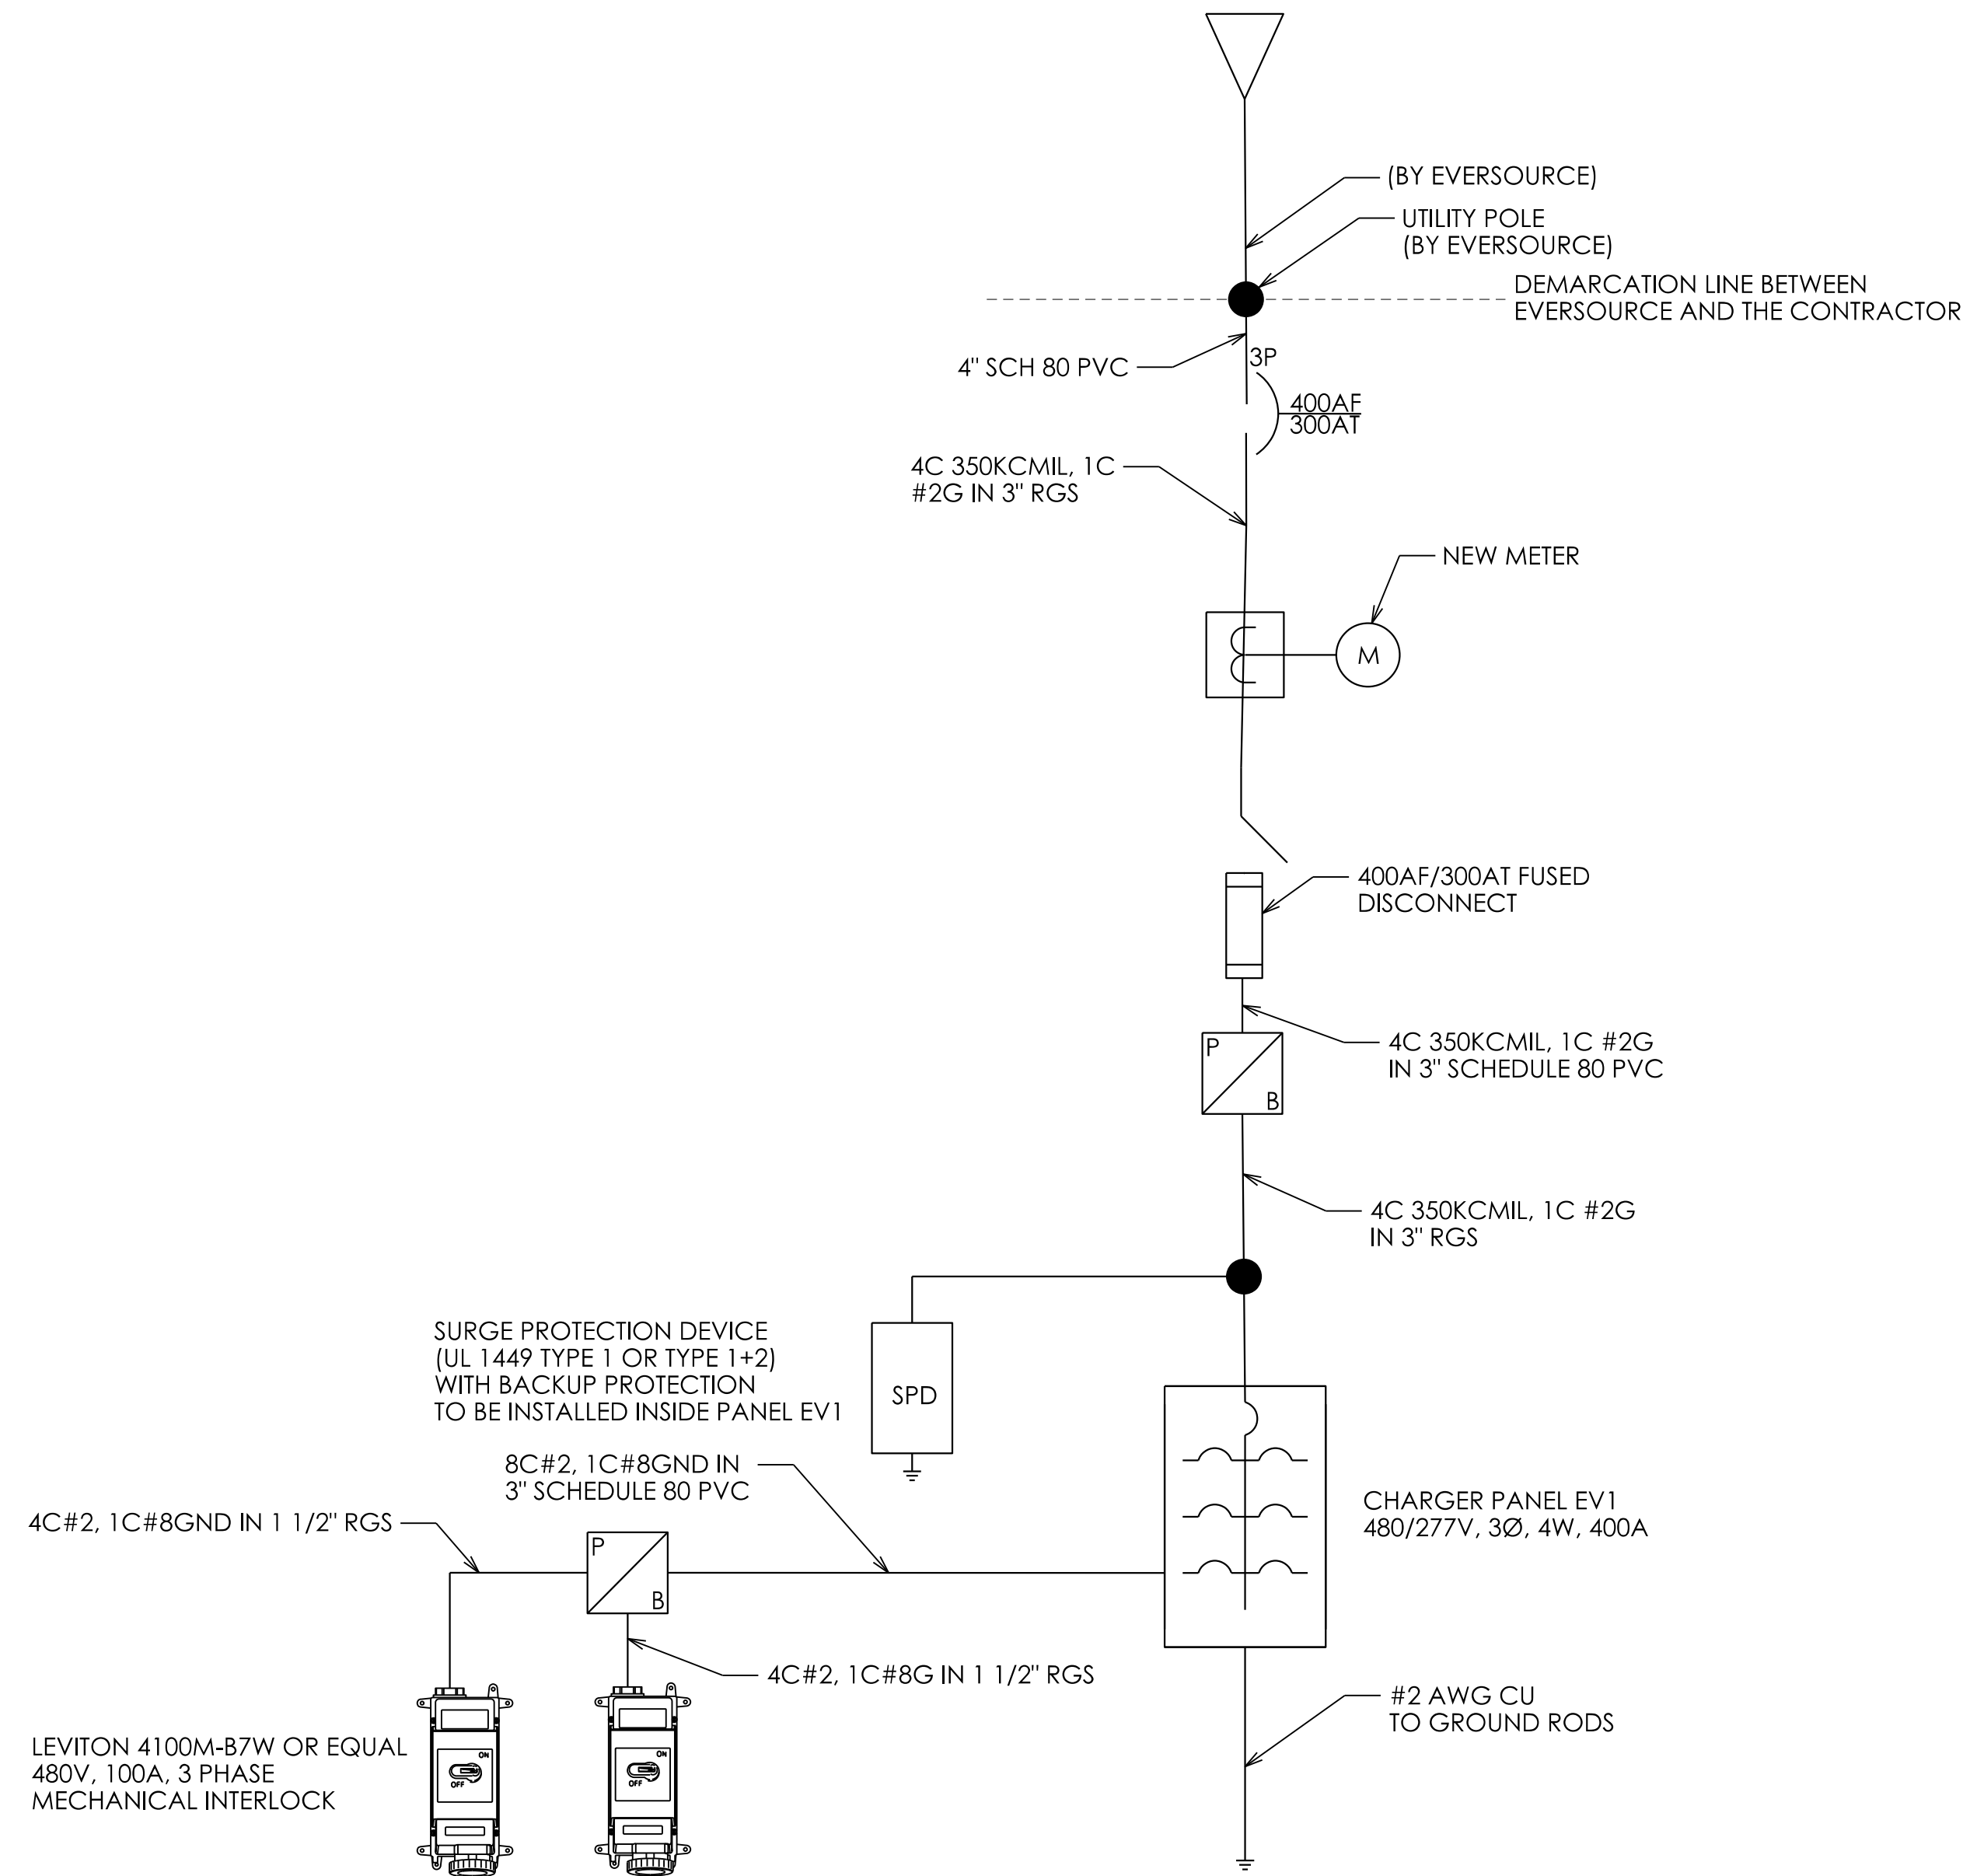 (BY EVERSOURCE)
UTILITY POLE
(BY EVERSOURCE)
DEMARCATION LINE BETWEEN
EVERSOURCE AND THE CONTRACTOR
4" SCH 80 PVC
3P
400AF
300AT
4C 350KCMIL, 1C
#2G IN 3" RGS
NEW METER
M
400AF/300AT FUSED
DISCONNECT
4C 350KCMIL, 1C #2G
IN 3" SCHEDULE 80 PVC
P
B
4C 350KCMIL, 1C #2G
IN 3" RGS
SURGE PROTECTION DEVICE
(UL 1449 TYPE 1 OR TYPE 1+2)
WITH BACKUP PROTECTION
TO BE INSTALLED INSIDE PANEL EV1
SPD
8C#2, 1C#8GND IN
3" SCHEDULE 80 PVC
CHARGER PANEL EV1
480/277V, 3Ø, 4W, 400A
4C#2, 1C#8GND IN 1 1/2" RGS
P
B
4C#2, 1C#8G IN 1 1/2" RGS
#2 AWG CU
TO GROUND RODS
LEVITON 4100M-B7W OR EQUAL
480V, 100A, 3 PHASE
MECHANICAL INTERLOCK
ON
OFF
ON
OFF